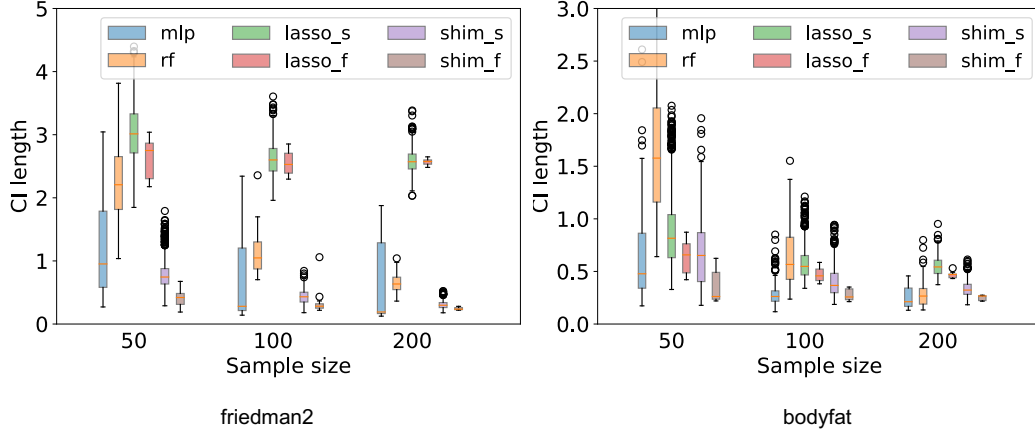 5
4
3
2
1
0
CI length
mlp
rf
lasso_s
lasso_f
shim_s
shim_f
50
100
200
Sample size
friedman2
3.0
2.5
2.0
1.5
1.0
0.5
0.0
CI length
mlp
rf
lasso_s
lasso_f
shim_s
shim_f
50
100
200
Sample size
bodyfat